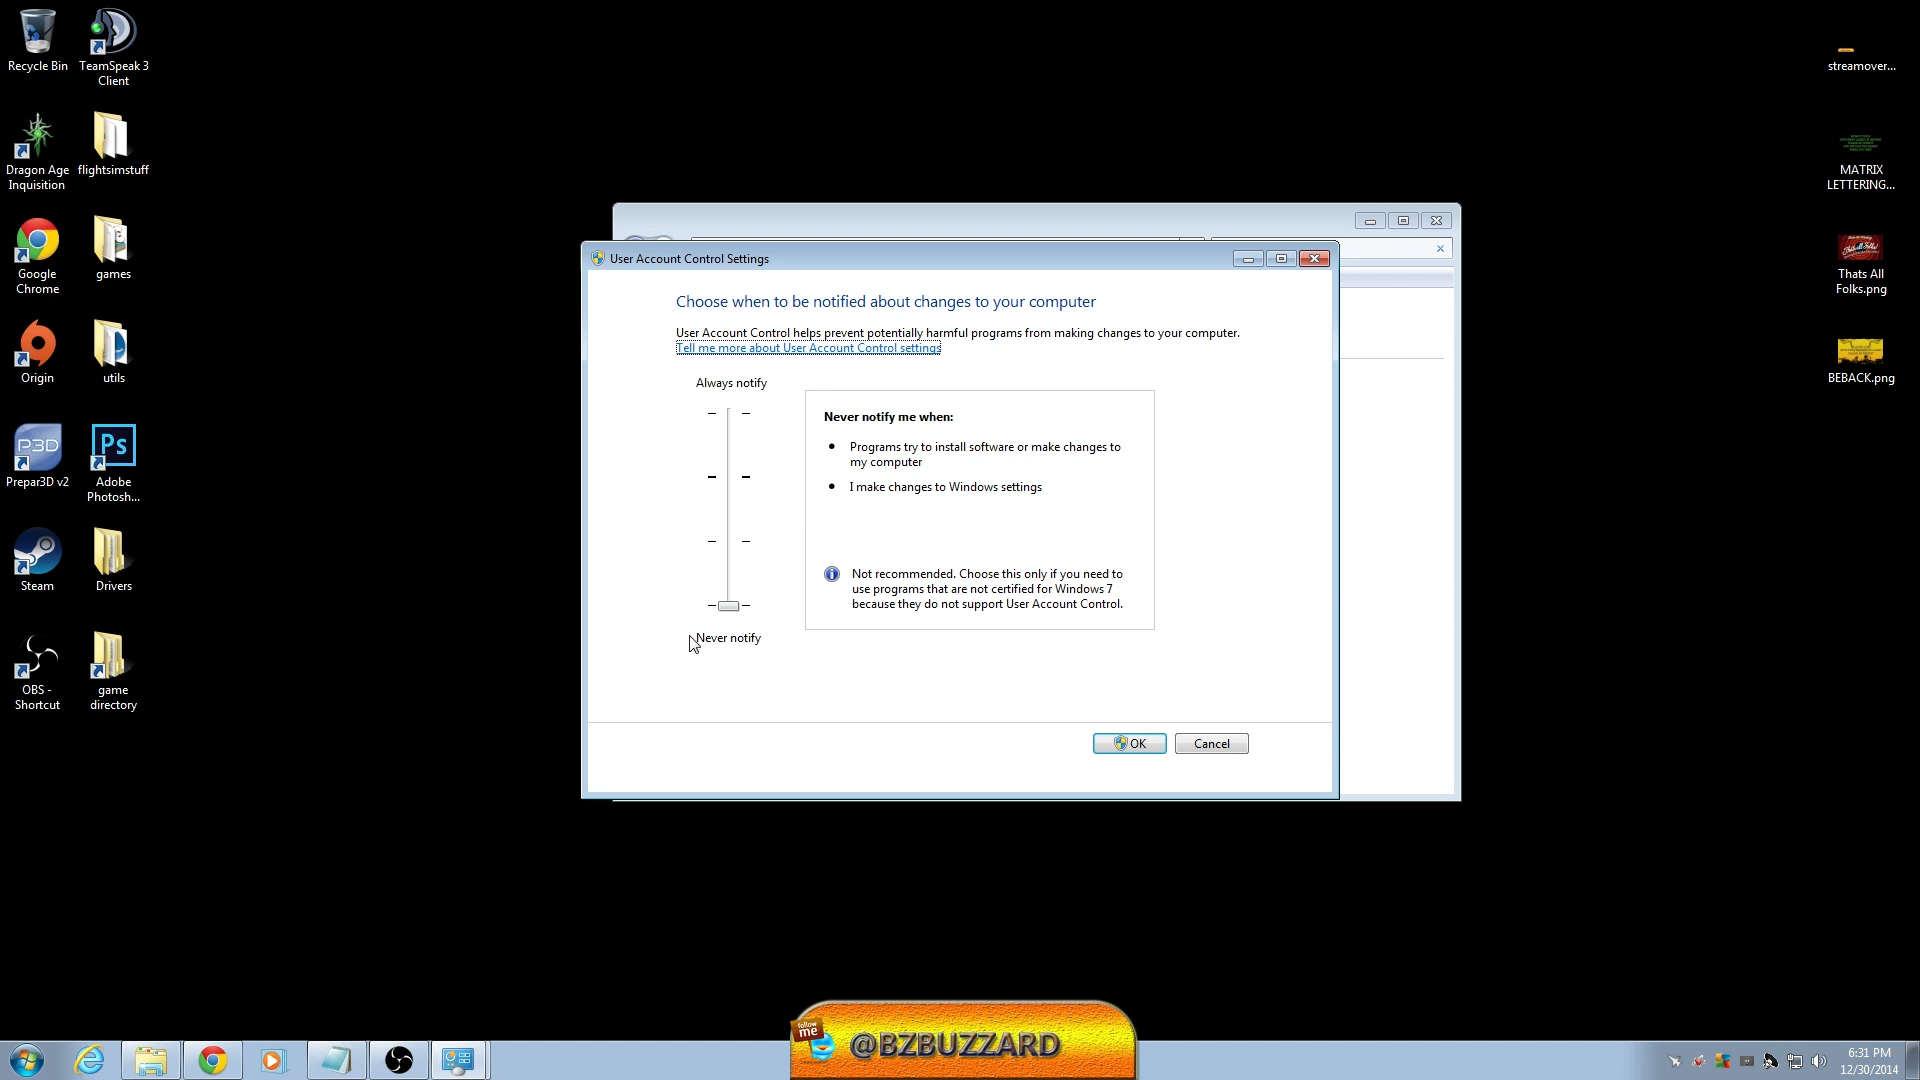 Recycle Bin
TeamSpeak 3
Client
streamover...
Dragon Age
Inquisition
flightsimstuff
MATRIX
LETTERING...
Google
Chrome
games
Thats All
Folks.png
Origin
utils
BEBACK.png
P3D
Prepar3D v2
Ps
Adobe
Photosh...
Steam
Drivers
OBS -
Shortcut
game
directory
User Account Control Settings
Choose when to be notified about changes to your computer
User Account Control helps prevent potentially harmful programs from making changes to your computer.
Tell me more about User Account Control settings
Always notify
Never notify me when:
Programs try to install software or make changes to
my computer
I make changes to Windows settings
Not recommended. Choose this only if you need to
use programs that are not certified for Windows 7
because they do not support User Account Control.
Never notify
OK
Cancel
follow
me
@BZBUZZARD
6:31 PM
12/30/2014